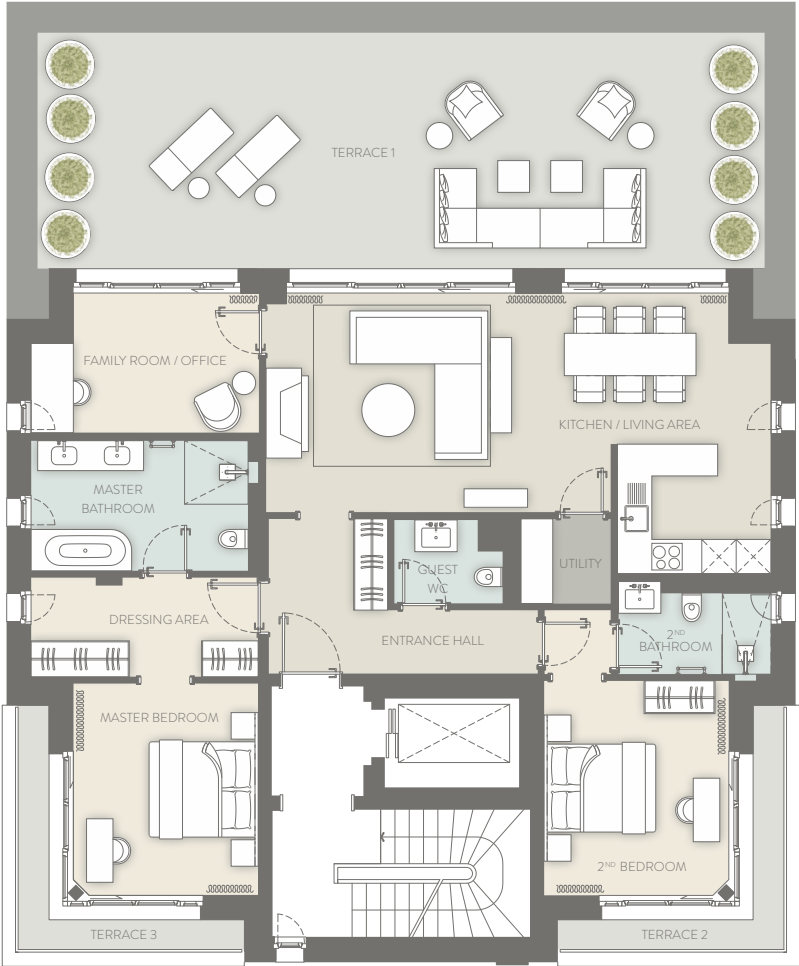 TERRACE 1
FAMILY ROOM / OFFICE
KITCHEN / LIVING AREA
MASTER
BATHROOM
UTILITY
GUEST
WC
DRESSING AREA
ENTRANCE HALL
2ND
BATHROOM
MASTER BEDROOM
2ND BEDROOM
TERRACE 3
TERRACE 2